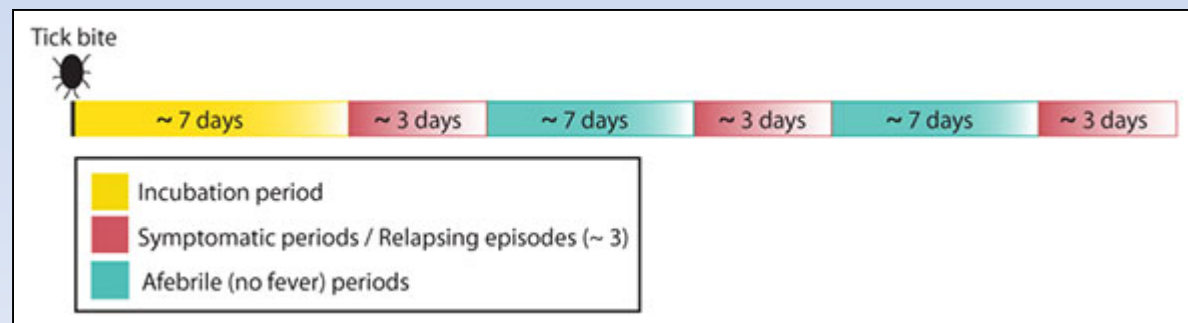 Tick bite
~ 7 days ~ 3 days ~ 7 days ~ 3 days ~ 7 days ~ 3 days
Incubation period
Symptomatic periods / Relapsing episodes (~ 3)
Afebrile (no fever) periods